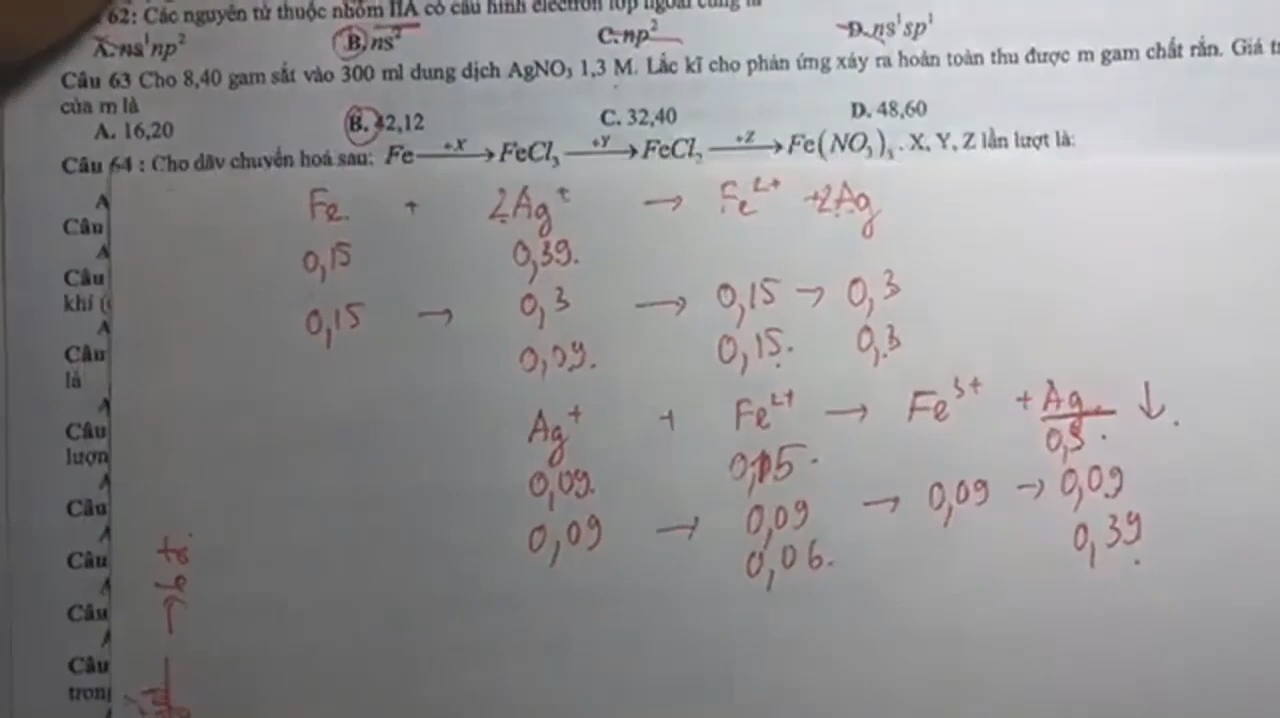 62: Các nguyên tử thuộc nhóm IIA có cấu hình electron lớp ngoài cùng là
A. ns¹np² B. ns² C. np² D. ns¹sp¹
Câu 63 Cho 8,40 gam sắt vào 300 ml dung dịch AgNO₃ 1,3 M. Lắc kĩ cho phản ứng xảy ra hoàn toàn thu được m gam chất rắn. Giá
của m là
A. 16,20 B. 42,12 C. 32,40 D. 48,60
Câu 64 : Cho dãy chuyển hoá sau: Fe —+X→ FeCl₃ —+Y→ FeCl₂ —+Z→ Fe(NO₃)₃ . X, Y, Z lần lượt là:
A
Câu
A
Câu
khí
A
Câu
là
A
Câu
lượn
A
Câu
A
Câu
A
Câu
A
Câu
tron
Fe + 2Ag⁺ → Fe²⁺ + 2Ag
0,15 0,39.
0,15 → 0,3 → 0,15 → 0,3
0,09. 0,15. 0,3
Ag⁺ + Fe²⁺ → Fe³⁺ + Ag ↓.
0,09. 0,15. 0,3.
0,09 → 0,09 → 0,09 → 0,09
0,06. 0,39.